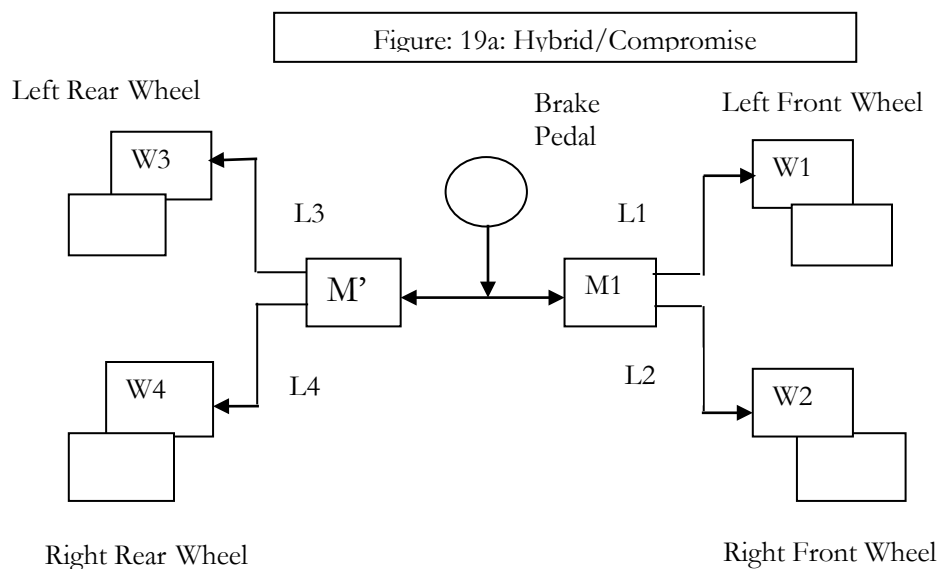 Figure: 19a: Hybrid/Compromise
Left Rear Wheel
Brake
Pedal
Left Front Wheel
W3
W1
L3
L1
M'
M1
L4
L2
W4
W2
Right Rear Wheel
Right Front Wheel